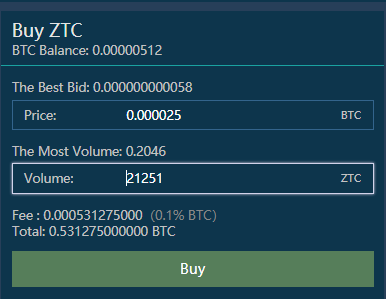 Buy ZTC
BTC Balance: 0.00000512
The Best Bid: 0.000000000058
Price: 0.000025 BTC
The Most Volume: 0.2046
Volume: 21251 ZTC
Fee : 0.000531275000 (0.1% BTC)
Total: 0.531275000000 BTC
Buy